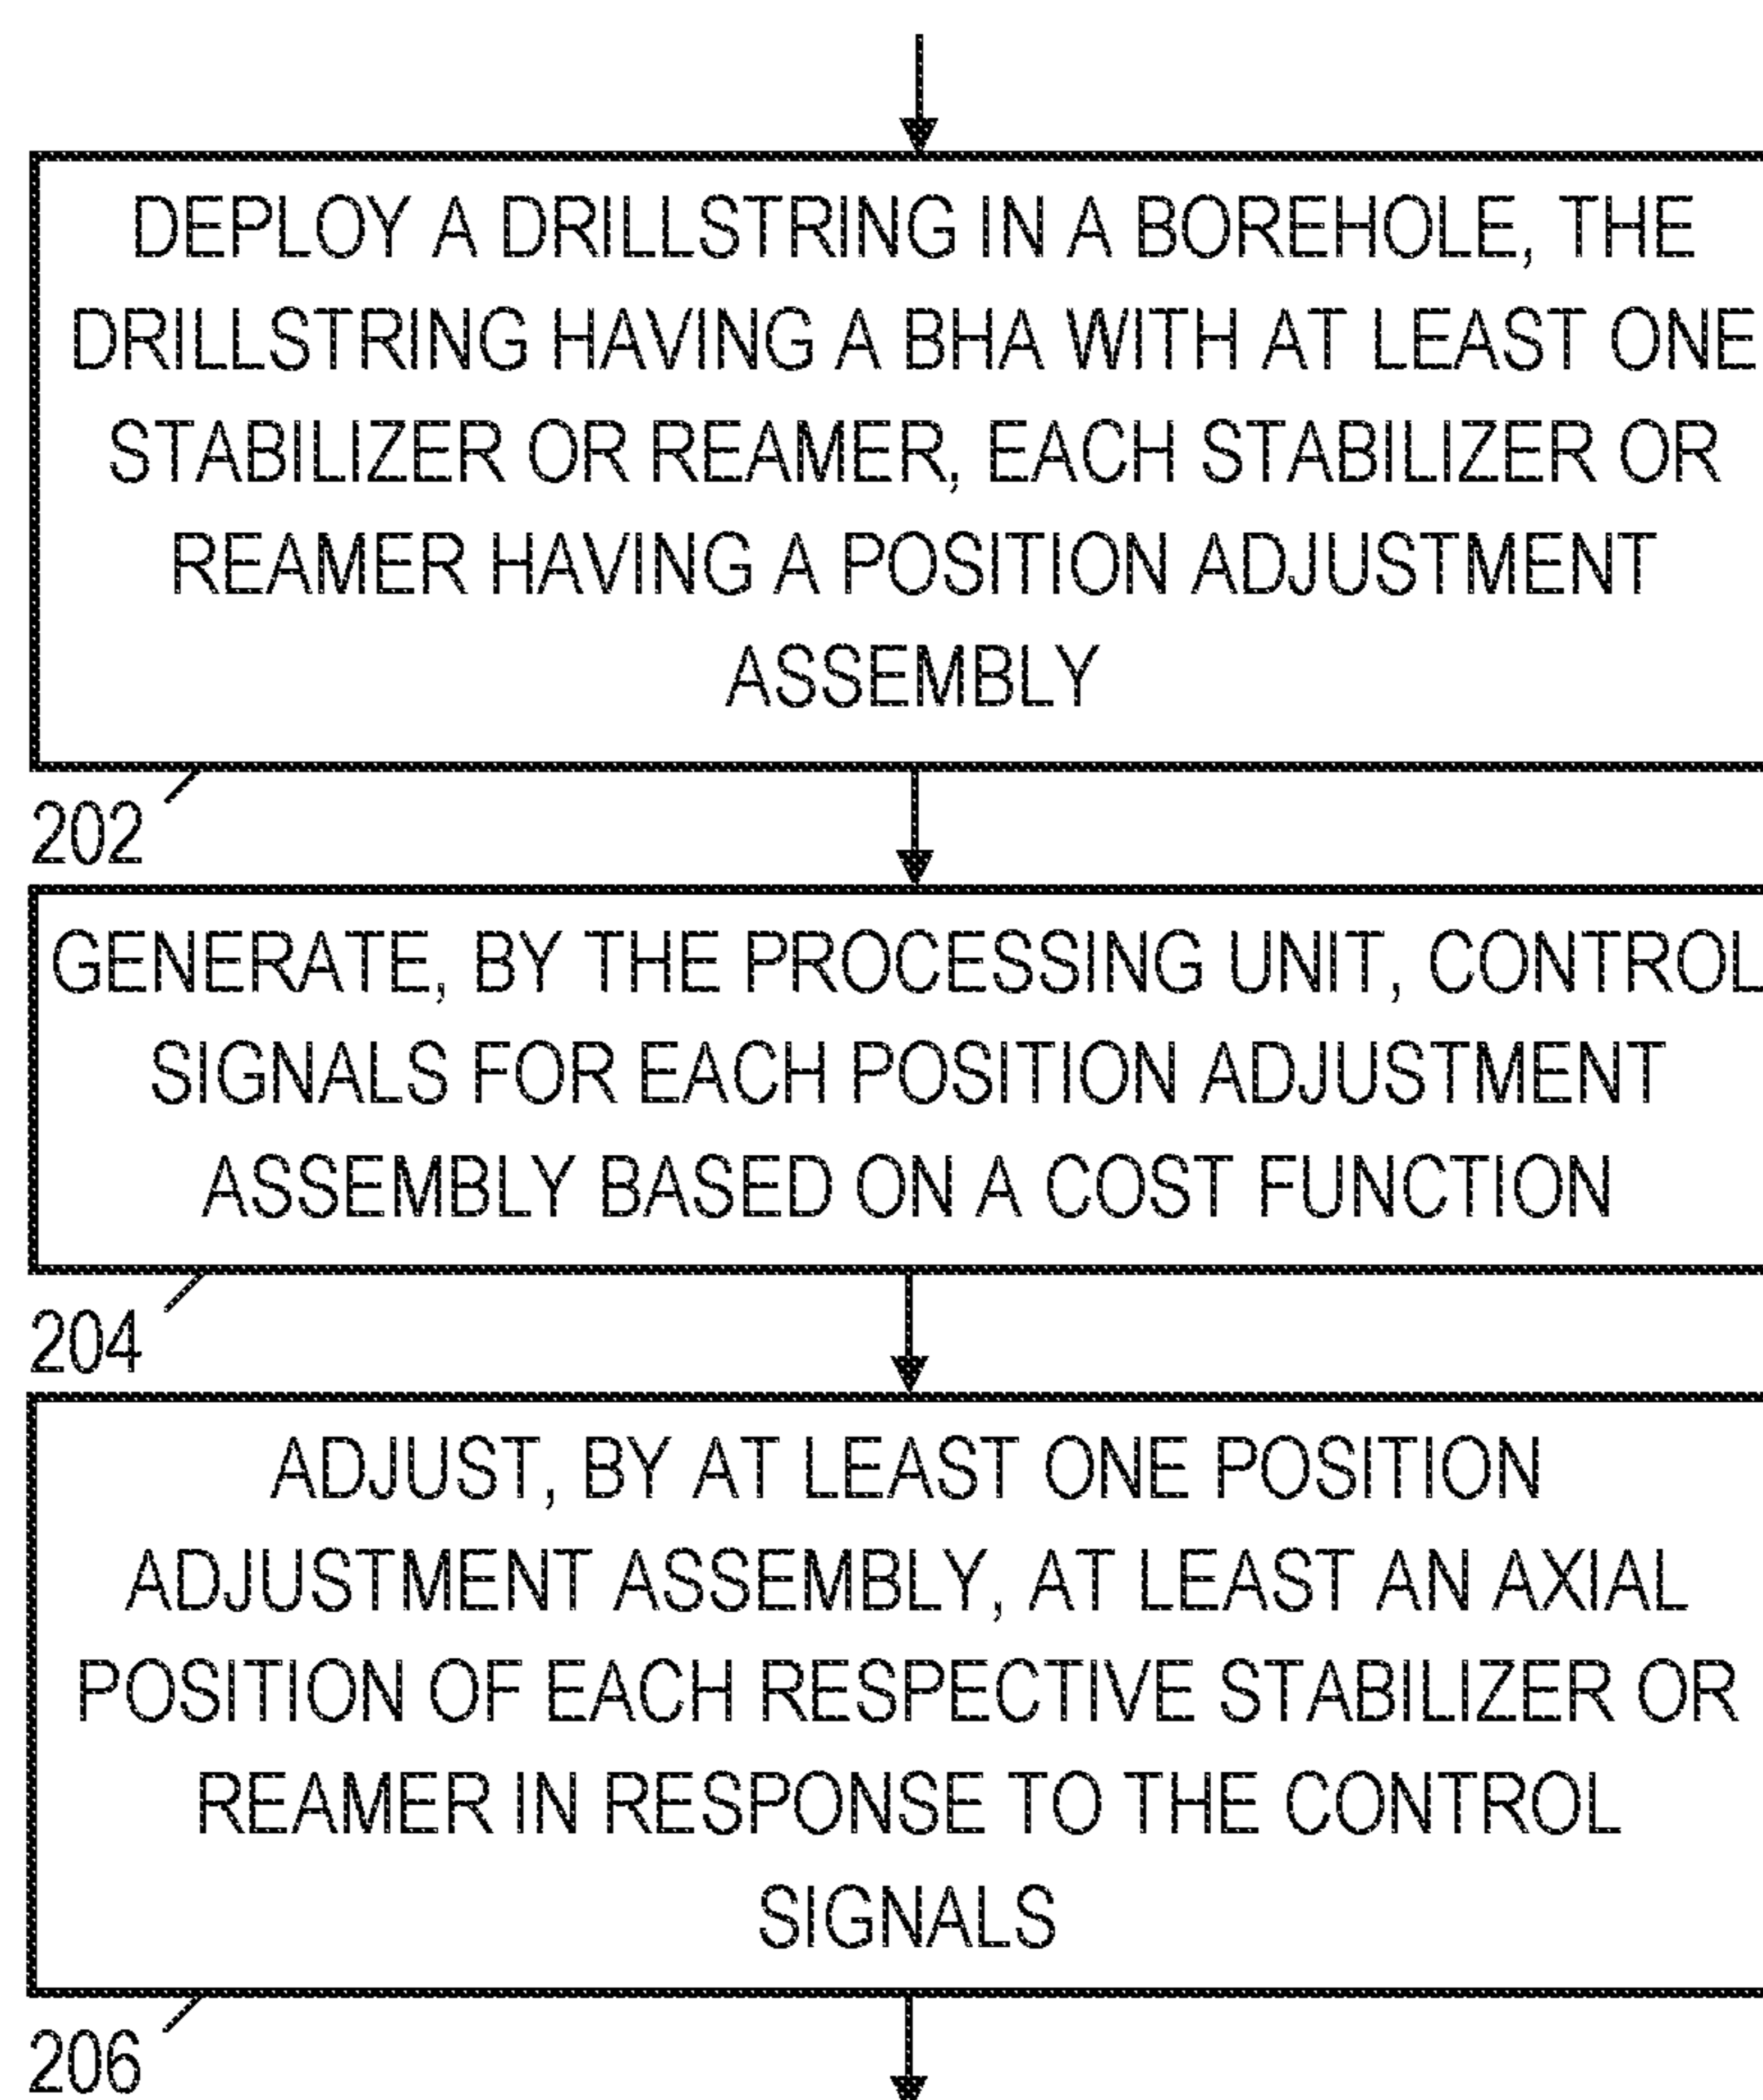 DEPLOY A DRILLSTRING IN A BOREHOLE, THE
DRILLSTRING HAVING A BHA WITH AT LEAST ONE
STABILIZER OR REAMER, EACH STABILIZER OR
REAMER HAVING A POSITION ADJUSTMENT
ASSEMBLY
202
GENERATE, BY THE PROCESSING UNIT, CONTROL
SIGNALS FOR EACH POSITION ADJUSTMENT
ASSEMBLY BASED ON A COST FUNCTION
204
ADJUST, BY AT LEAST ONE POSITION
ADJUSTMENT ASSEMBLY, AT LEAST AN AXIAL
POSITION OF EACH RESPECTIVE STABILIZER OR
REAMER IN RESPONSE TO THE CONTROL
SIGNALS
206